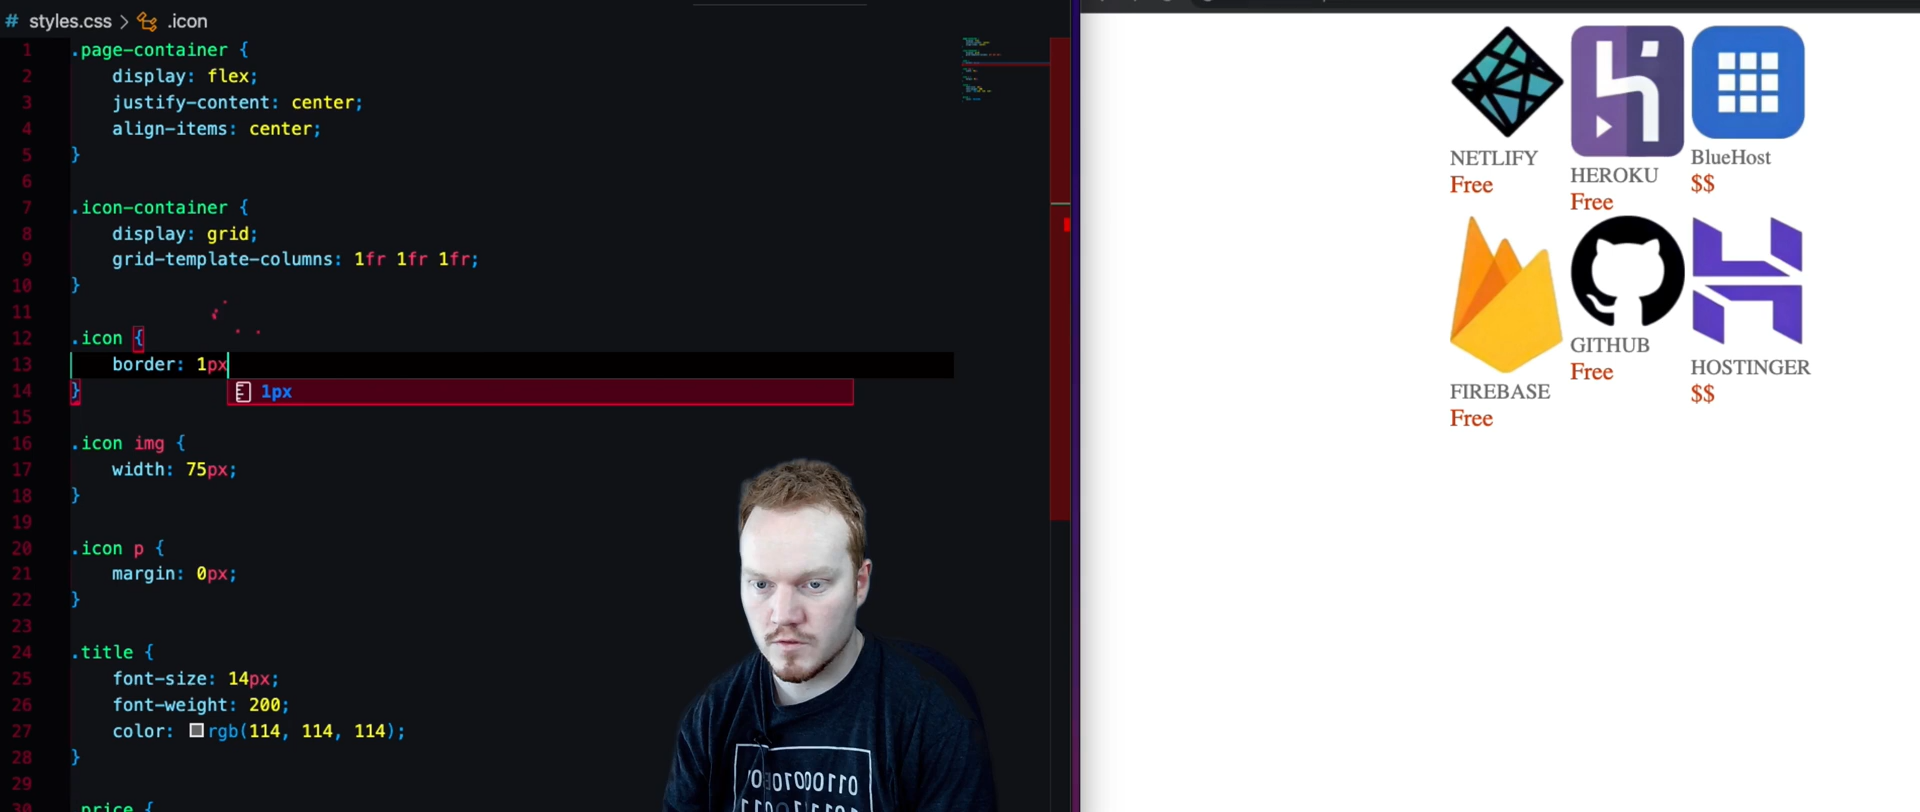 # styles.css > .icon
1 .page-container {
2 display: flex;
3 justify-content: center;
4 align-items: center;
5 }
6
7 .icon-container {
8 display: grid;
9 grid-template-columns: 1fr 1fr 1fr;
10 }
11
12 .icon {
13 border: 1px
14 }
1px
15
16 .icon img {
17 width: 75px;
18 }
19
20 .icon p {
21 margin: 0px;
22 }
23
24 .title {
25 font-size: 14px;
26 font-weight: 200;
27 color: rgb(114, 114, 114);
28 }
29
30 .price {
NETLIFY
Free
HEROKU
Free
BlueHost
$$
FIREBASE
Free
GITHUB
Free
HOSTINGER
$$